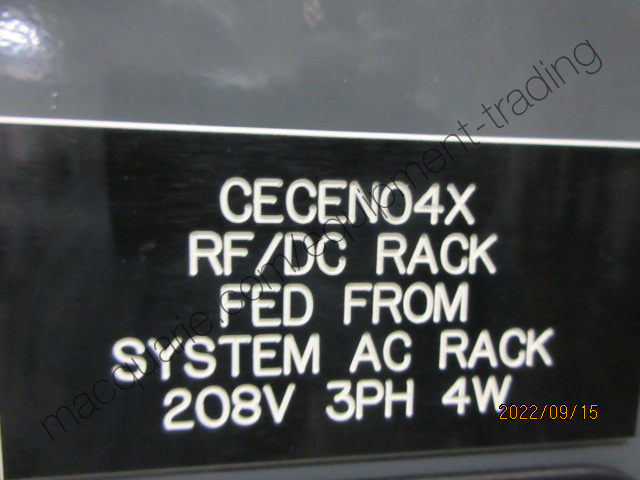 macquarie.com/equipment-trading
CECEN04X
RF/DC RACK
FED FROM
SYSTEM AC RACK
208V 3PH 4W
2022/09/15